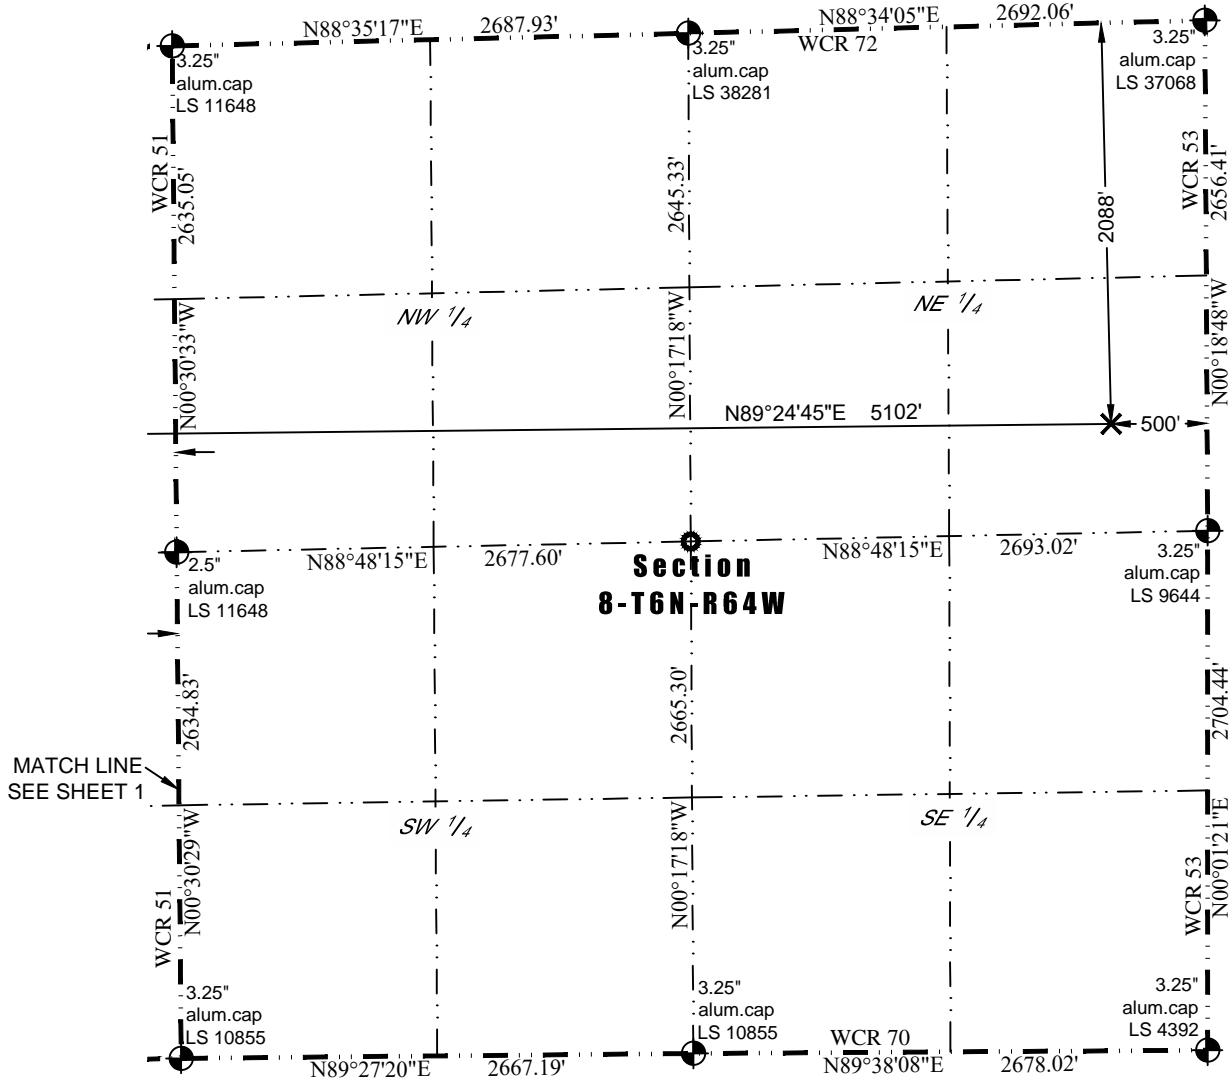 N88°35'17"E 2687.93'
N88°34'05"E 2692.06'
WCR 72
3.25"
alum.cap
LS 11648
3.25"
alum.cap
LS 38281
3.25"
alum.cap
LS 37068
WCR 51
2635.05'
2645.33'
2088'
WCR 53
2656.41'
NW 1/4
NE 1/4
N00°30'33"W
N00°17'18"W
N00°18'48"W
N89°24'45"E 5102'
500'
2.5"
alum.cap
LS 11648
N88°48'15"E 2677.60'
N88°48'15"E 2693.02'
3.25"
alum.cap
LS 9644
Section
8-T6N-R64W
2634.83'
2665.30'
2704.44'
MATCH LINE
SEE SHEET 1
SW 1/4
SE 1/4
WCR 51
N00°30'29"W
N00°17'18"W
WCR 53
N00°01'21"E
3.25"
alum.cap
LS 10855
3.25"
alum.cap
LS 10855
3.25"
alum.cap
LS 4392
WCR 70
N89°27'20"E 2667.19'
N89°38'08"E 2678.02'